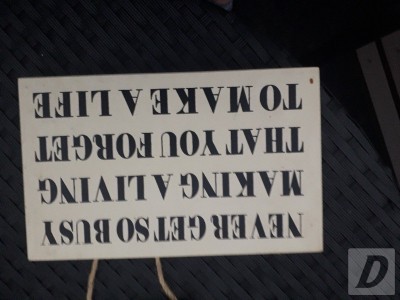 NEVER GET SO BUSY
MAKING A LIVING
THAT YOU FORGET
TO MAKE A LIFE
D